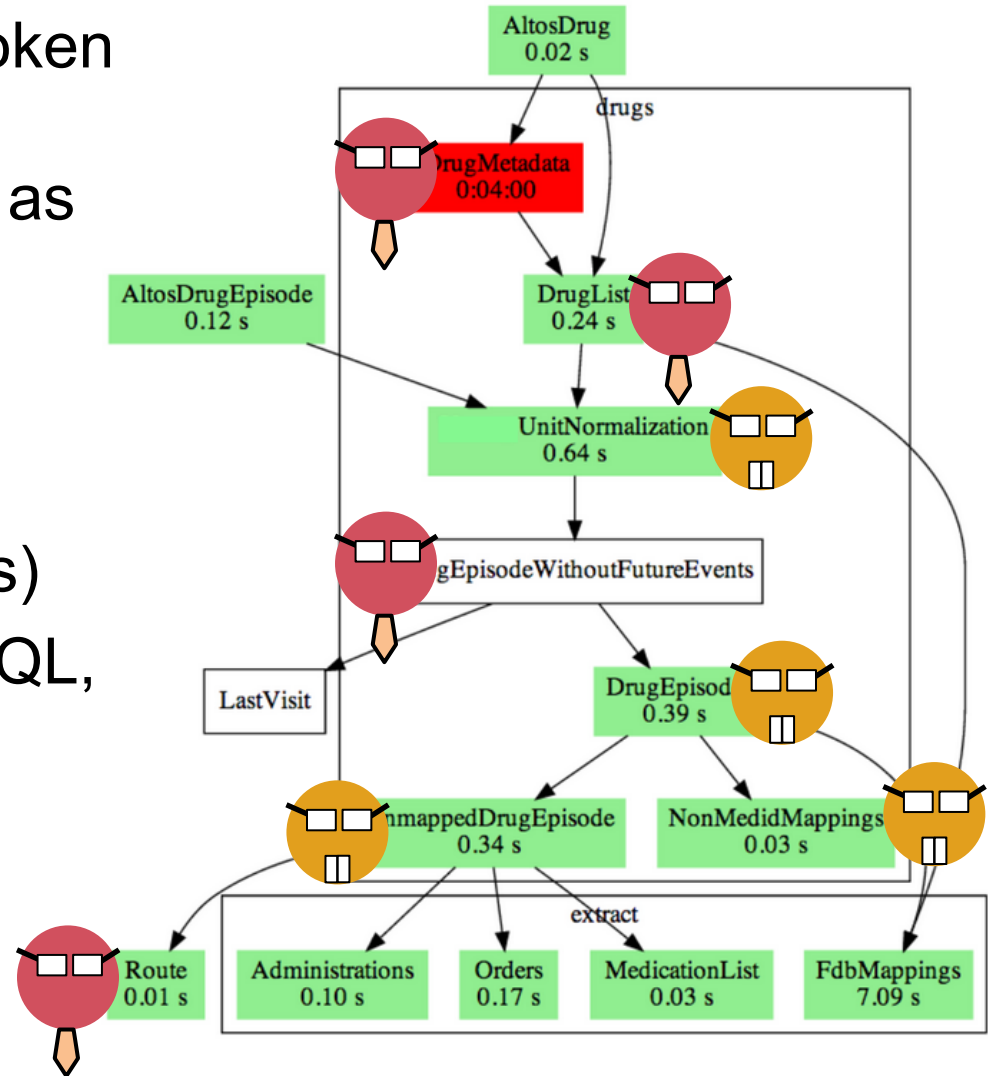 oken
as
s)
QL,
AltosDrug
0.02 s
drugs
DrugMetadata
0:04:00
AltosDrugEpisode
0.12 s
DrugList
0.24 s
UnitNormalization
0.64 s
gEpisodeWithoutFutureEvents
LastVisit
DrugEpisod
0.39 s
nmappedDrugEpisode
0.34 s
NonMedidMappings
0.03 s
extract
Route
0.01 s
Administrations
0.10 s
Orders
0.17 s
MedicationList
0.03 s
FdbMappings
7.09 s